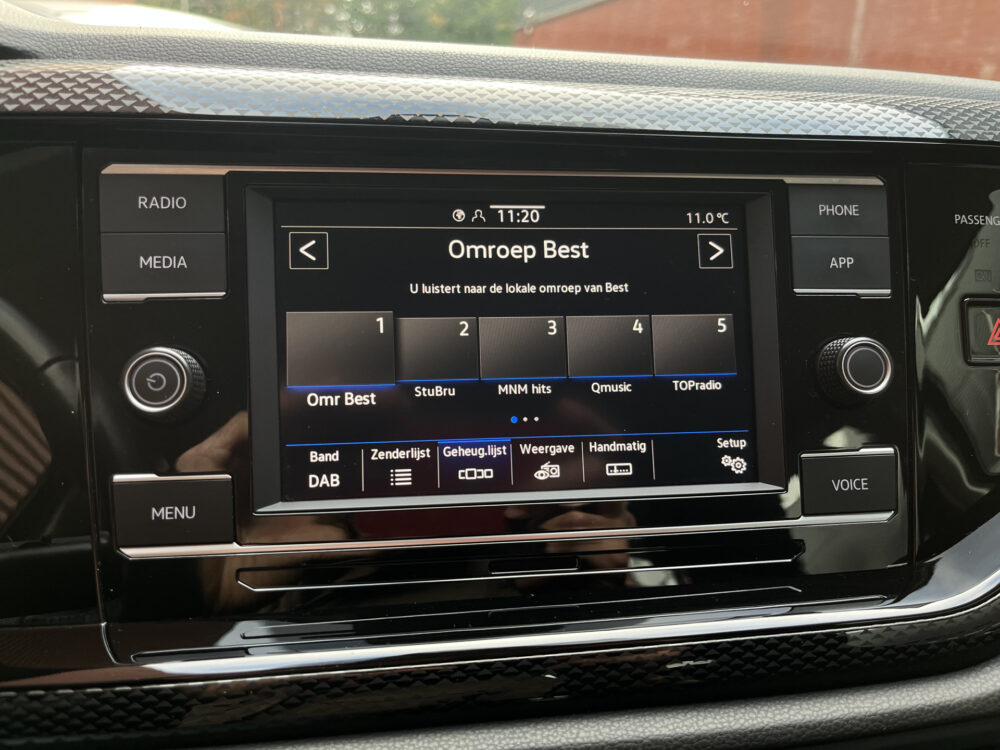 RADIO
MEDIA
MENU
11:20
11.0 °C
<
Omroep Best
>
U luistert naar de lokale omroep van Best
1
2
3
4
5
Omr Best
StuBru
MNM hits
Qmusic
TOPradio
Band
DAB
Zenderlijst
Geheug.lijst
Weergave
Handmatig
Setup
PHONE
APP
VOICE
PASSENG
OFF